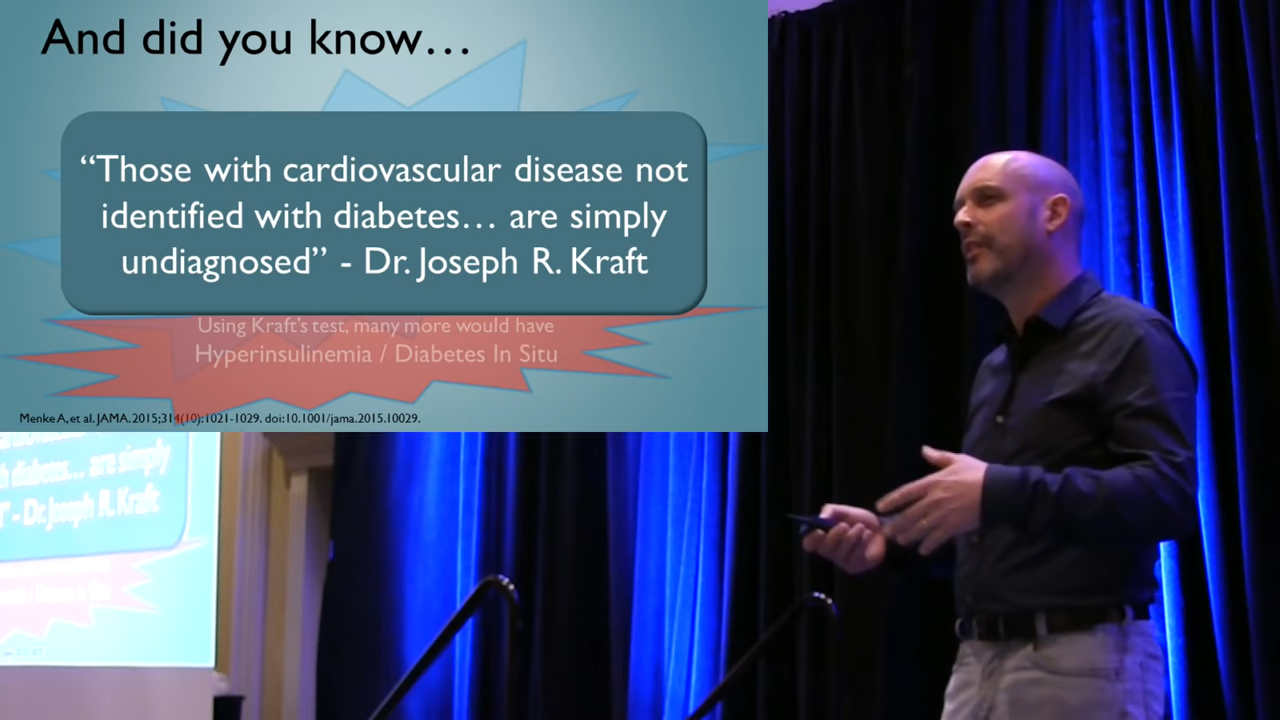 And did you know…
“Those with cardiovascular disease not
identified with diabetes… are simply
undiagnosed” - Dr. Joseph R. Kraft
Using Kraft's test, many more would have
Hyperinsulinemia / Diabetes In Situ
Menke A, et al. JAMA. 2015;314(10):1021-1029. doi:10.1001/jama.2015.10029.
diabetes… are simply
" - Dr. Joseph R. Kraft